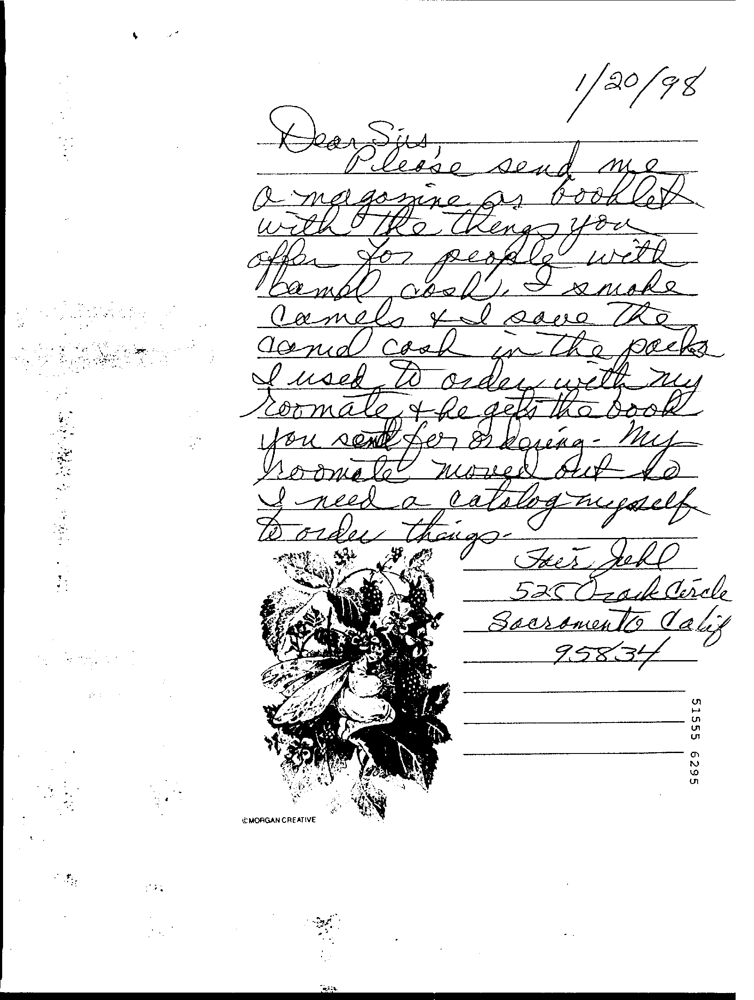 1/20/98
Dear Sirs,
Please send me
a magazine or booklet
with the things you
offer for people with
Camel cash, I smoke
Camels & I save the
camel cash in the packs
I used to order with my
roomate, & he gets the book
you send for ordering - My
roomate moved out so
I need a catalog myself
to order things -
Jehl
525 Ozark Circle
Sacramento Calif
95834
51555 6295
©MORGAN CREATIVE